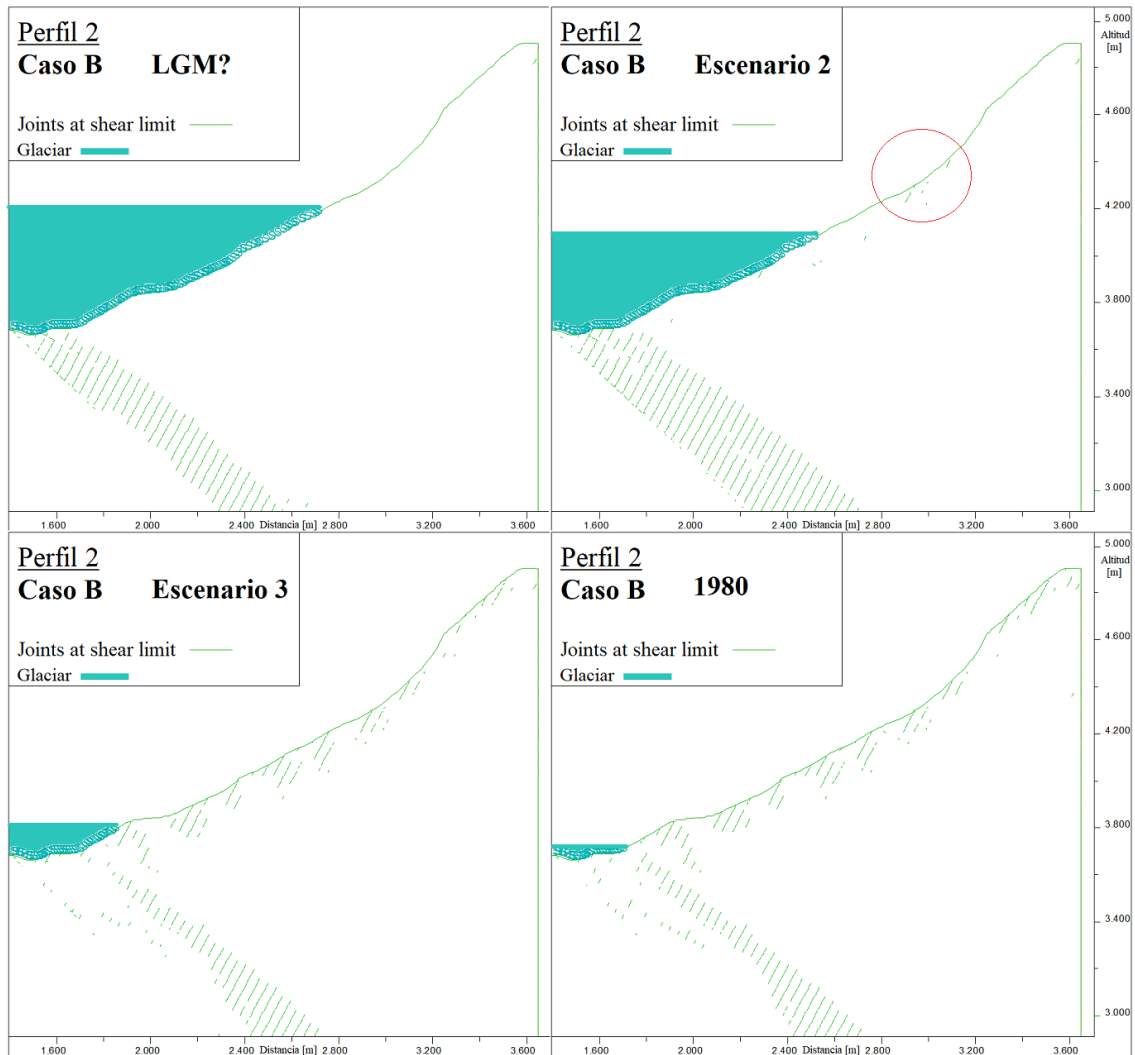 Perfil 2
Caso B LGM?
Joints at shear limit
Glaciar
1.600 2.000 2.400 Distancia [m] 2.800 3.200 3.600
Perfil 2
Caso B Escenario 2
Joints at shear limit
Glaciar
5.000
Altitud
[m]
4.600
4.200
3.800
3.400
3.000
1.600 2.000 2.400 Distancia [m] 2.800 3.200 3.600
Perfil 2
Caso B Escenario 3
Joints at shear limit
Glaciar
1.600 2.000 2.400 Distancia [m] 2.800 3.200 3.600
Perfil 2
Caso B 1980
Joints at shear limit
Glaciar
5.000
Altitud
[m]
4.600
4.200
3.800
3.400
3.000
1.600 2.000 2.400 Distancia [m] 2.800 3.200 3.600